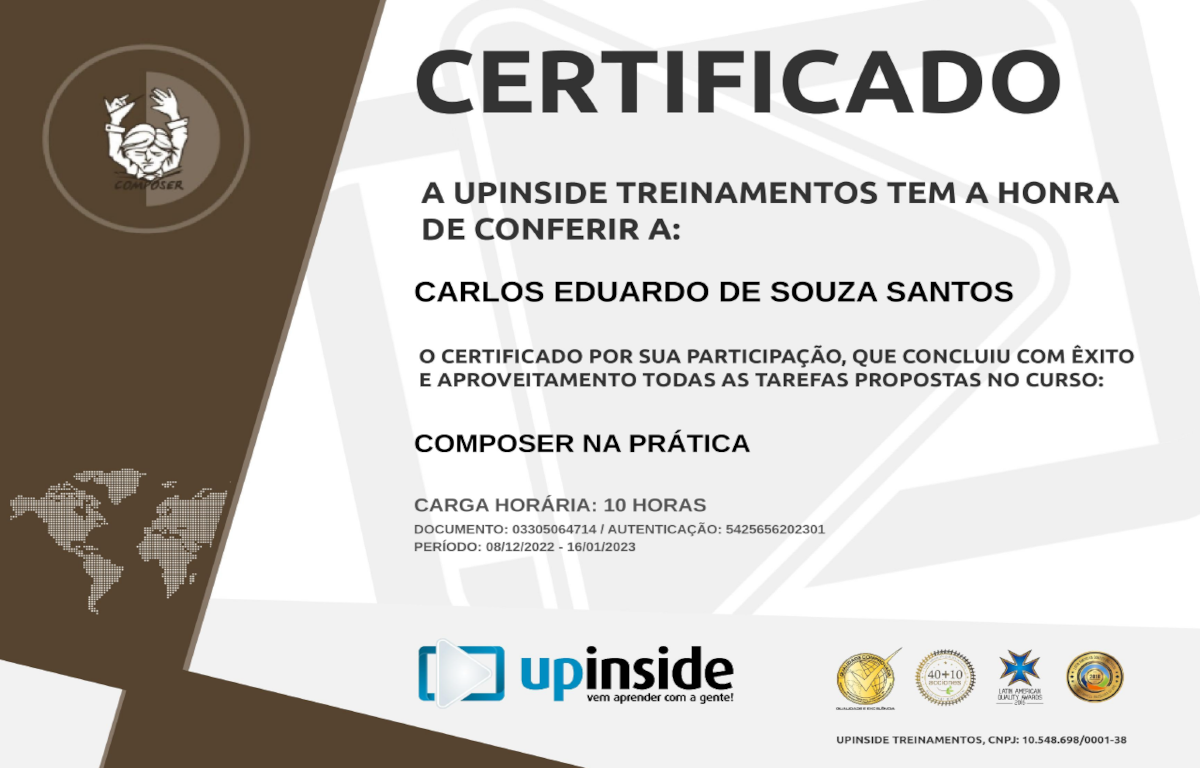 COMPOSER
CERTIFICADO
A UPINSIDE TREINAMENTOS TEM A HONRA
DE CONFERIR A:
CARLOS EDUARDO DE SOUZA SANTOS
O CERTIFICADO POR SUA PARTICIPAÇÃO, QUE CONCLUIU COM ÊXITO
E APROVEITAMENTO TODAS AS TAREFAS PROPOSTAS NO CURSO:
COMPOSER NA PRÁTICA
CARGA HORÁRIA: 10 HORAS
DOCUMENTO: 03305064714 / AUTENTICAÇÃO: 5425656202301
PERÍODO: 08/12/2022 - 16/01/2023
upinside
vem aprender com a gente!
40+10
acciones
LATIN AMERICAN
QUALITY AWARDS
2015
UPINSIDE TREINAMENTOS, CNPJ: 10.548.698/0001-38